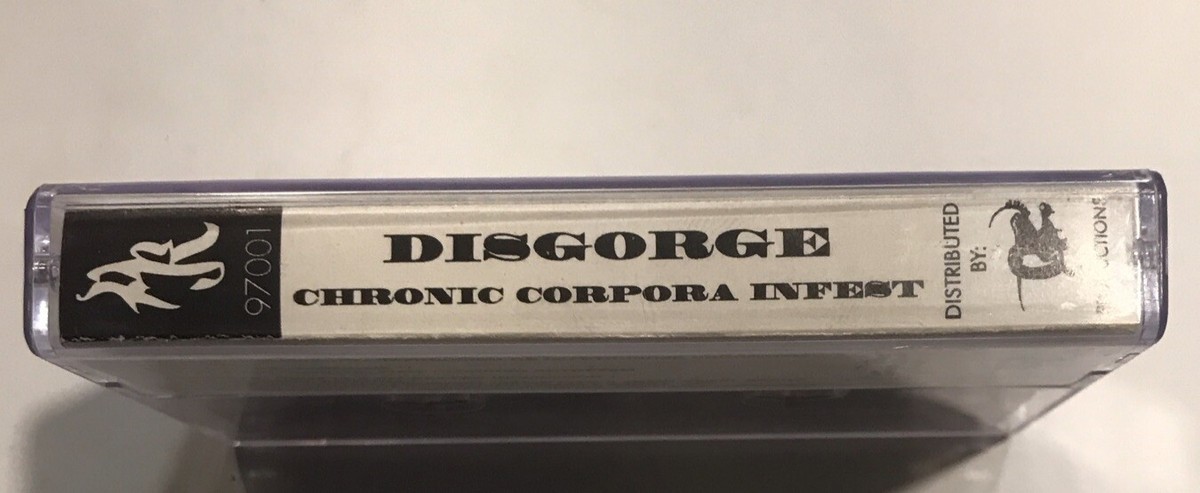 97001
DISGORGE
CHRONIC CORPORA INFEST
DISTRIBUTED
BY: